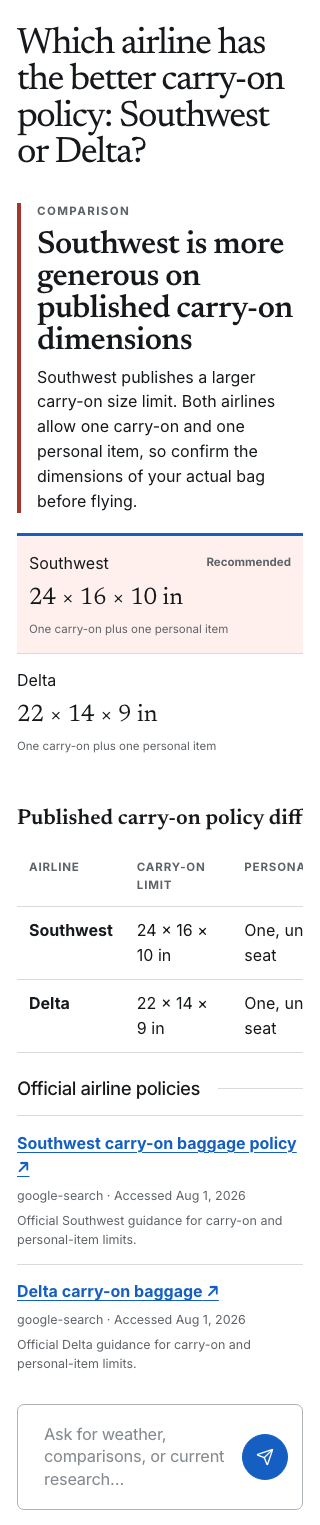 Which airline has
the better carry-on
policy: Southwest
or Delta?
COMPARISON
Southwest is more
generous on
published carry-on
dimensions
Southwest publishes a larger
carry-on size limit. Both airlines
allow one carry-on and one
personal item, so confirm the
dimensions of your actual bag
before flying.
Southwest Recommended
24 × 16 × 10 in
One carry-on plus one personal item
Delta
22 × 14 × 9 in
One carry-on plus one personal item
Published carry-on policy diff
AIRLINE CARRY-ON PERSONA
LIMIT
Southwest 24 × 16 × One, un
10 in seat
Delta 22 × 14 × One, un
9 in seat
Official airline policies
Southwest carry-on baggage policy
↗
google-search · Accessed Aug 1, 2026
Official Southwest guidance for carry-on and
personal-item limits.
Delta carry-on baggage ↗
google-search · Accessed Aug 1, 2026
Official Delta guidance for carry-on and
personal-item limits.
Ask for weather,
comparisons, or current
research...